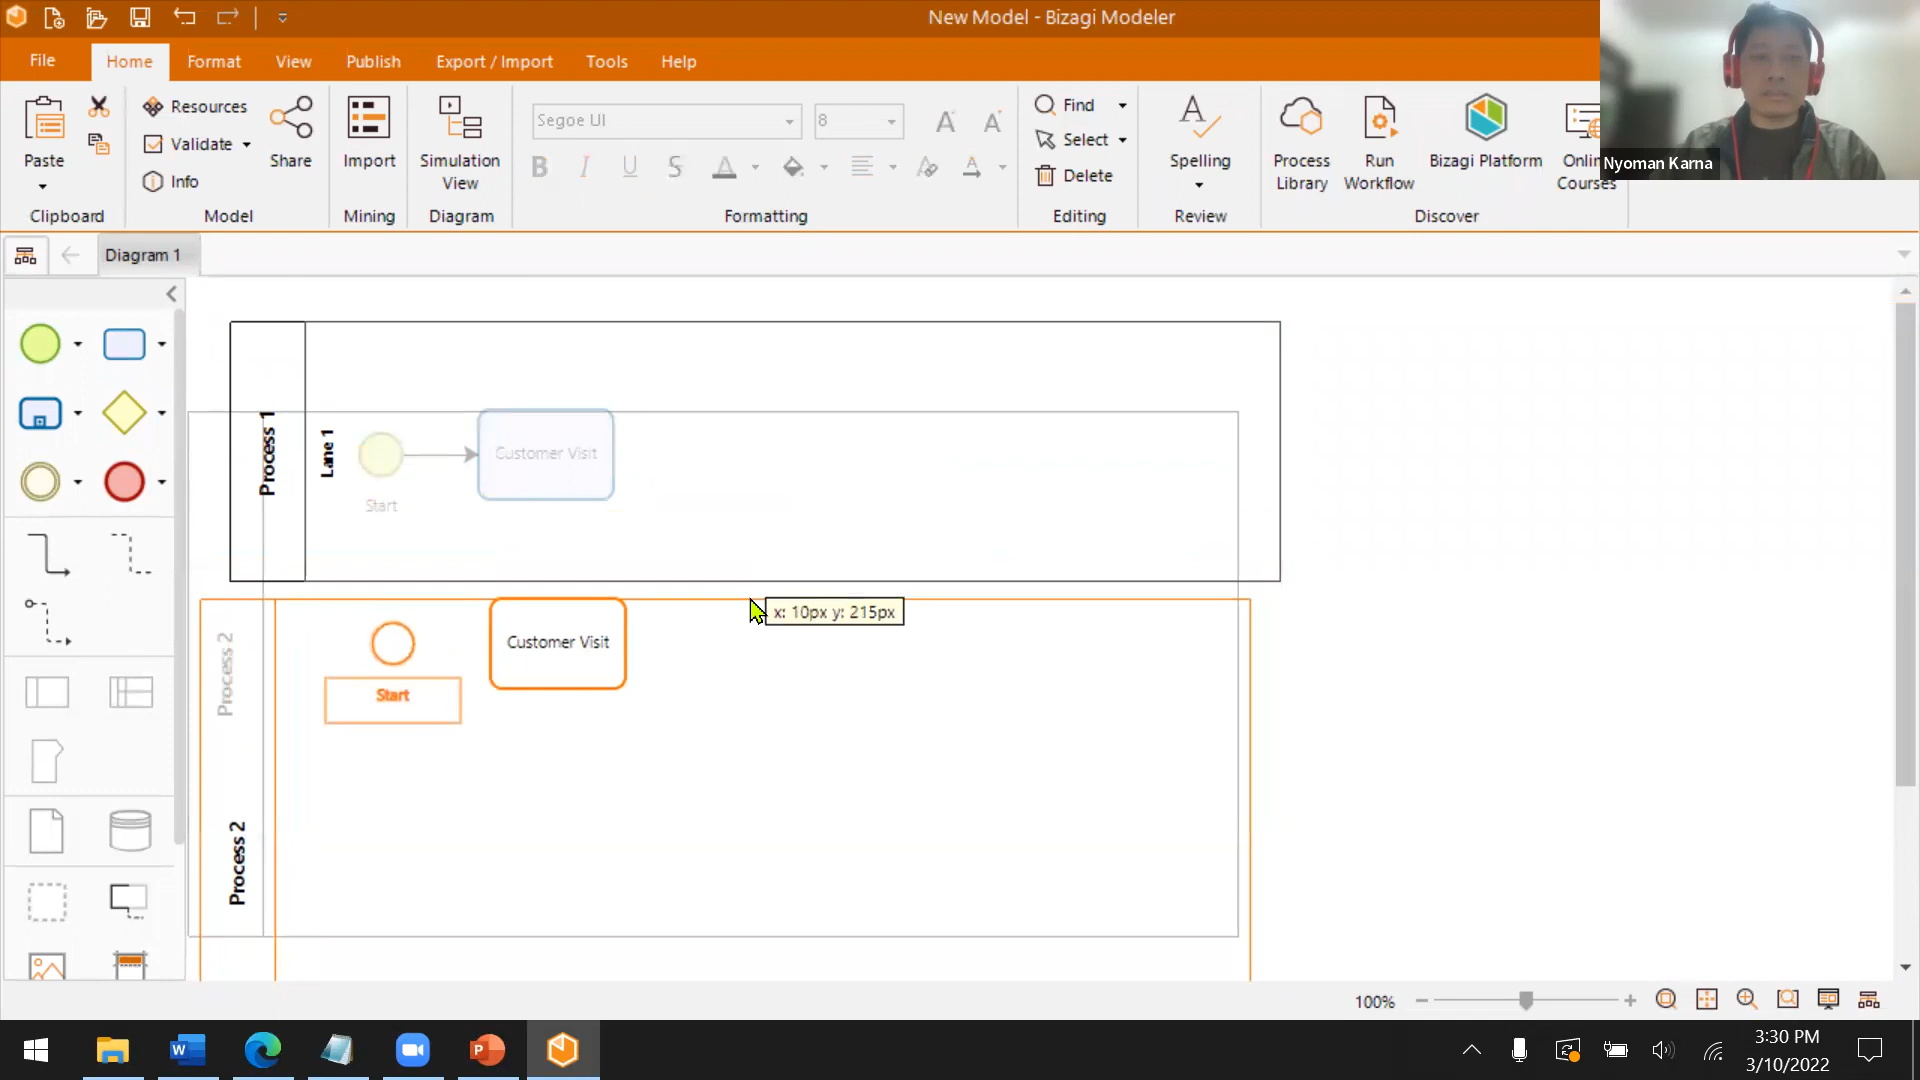 New Model - Bizagi Modeler
File
Home
Format
View
Publish
Export / Import
Tools
Help
Paste
Clipboard
Resources
Validate
Info
Share
Model
Import
Mining
Simulation
View
Diagram
Segoe UI
8
A
A
B
I
U
S
A
A
Formatting
Find
Select
Delete
Editing
A
Spelling
Review
Process
Library
Run
Workflow
Bizagi Platform
Courses
Discover
Nyoman Karna
Diagram 1
Process 1
Lane 1
Start
Customer Visit
Process 2
Start
Customer Visit
x: 10px y: 215px
Process 2
100%
W
P
3:30 PM
3/10/2022